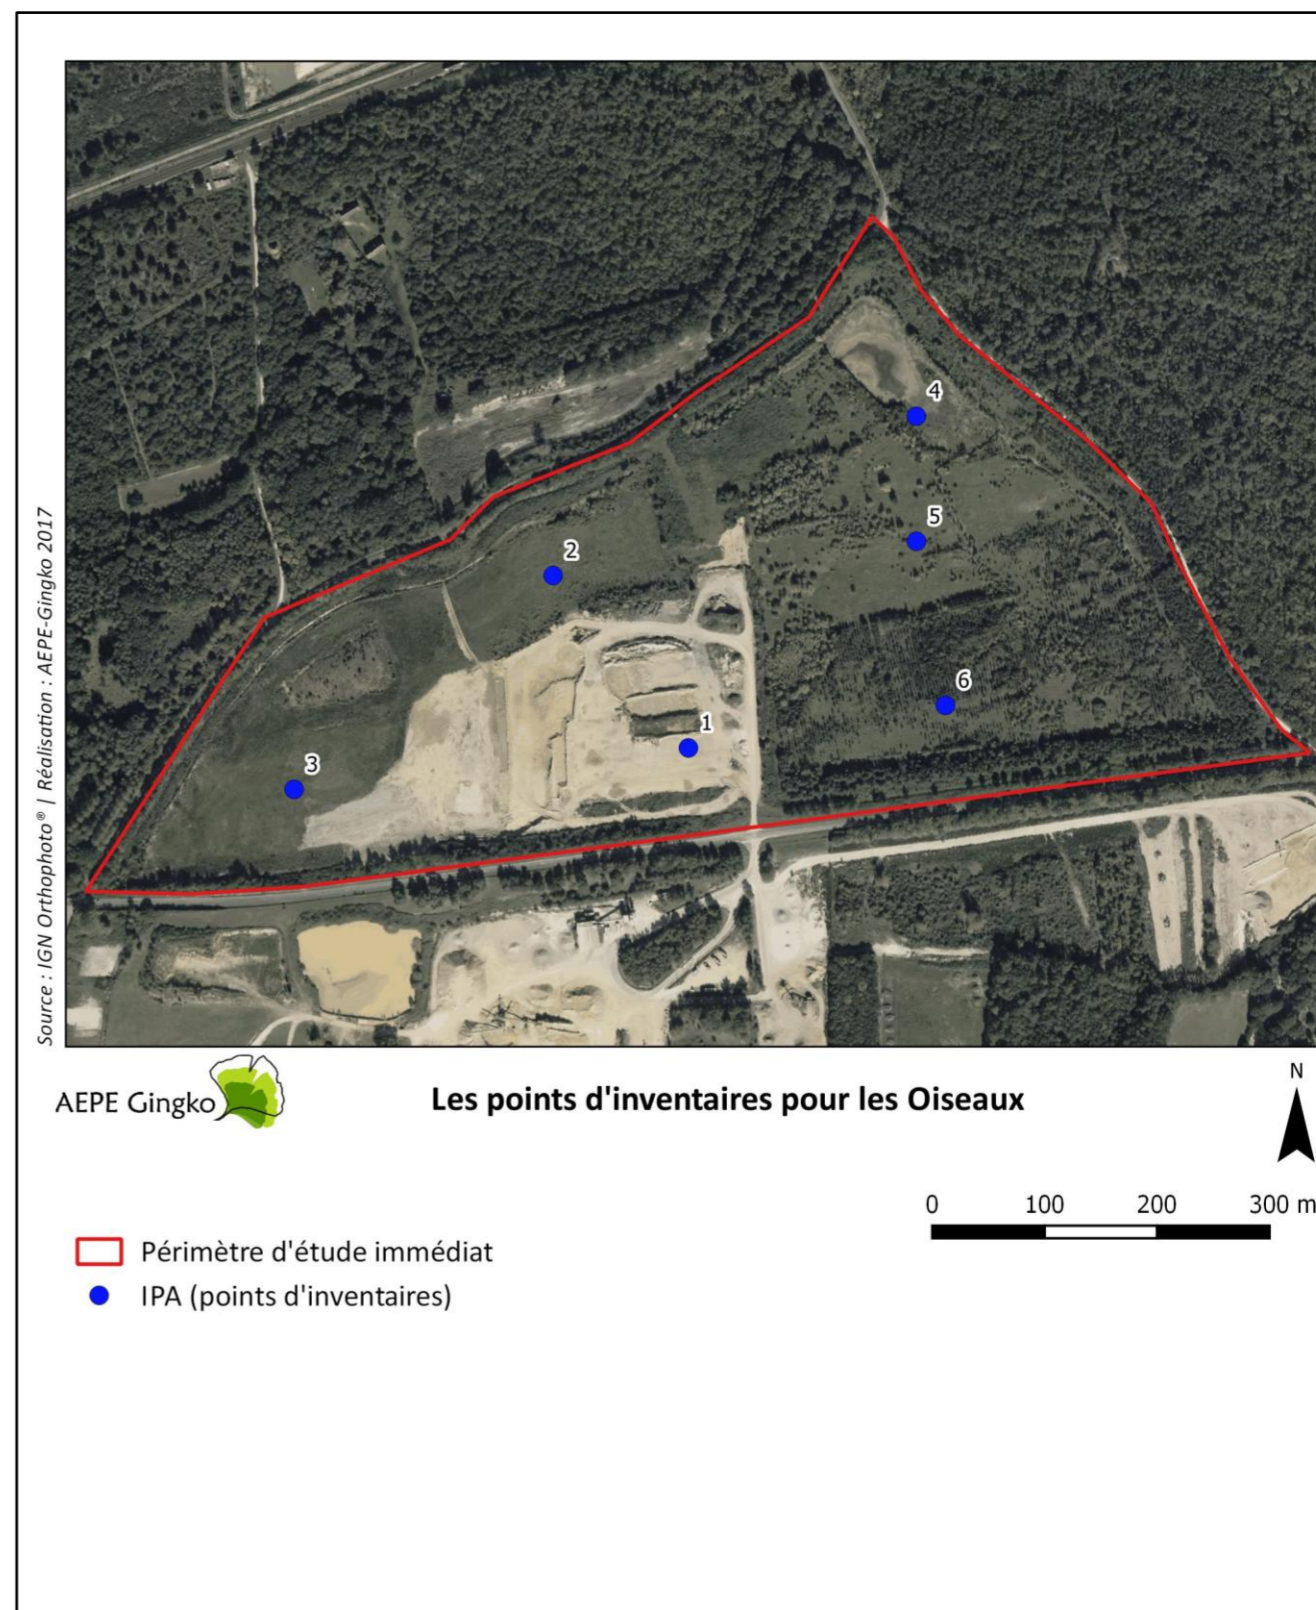 4
5
2
6
1
3
Source : IGN Orthophoto® | Réalisation : AEPE-Gingko 2017
AEPE Gingko
Les points d'inventaires pour les Oiseaux
N
0 100 200 300 m
Périmètre d'étude immédiat
IPA (points d'inventaires)